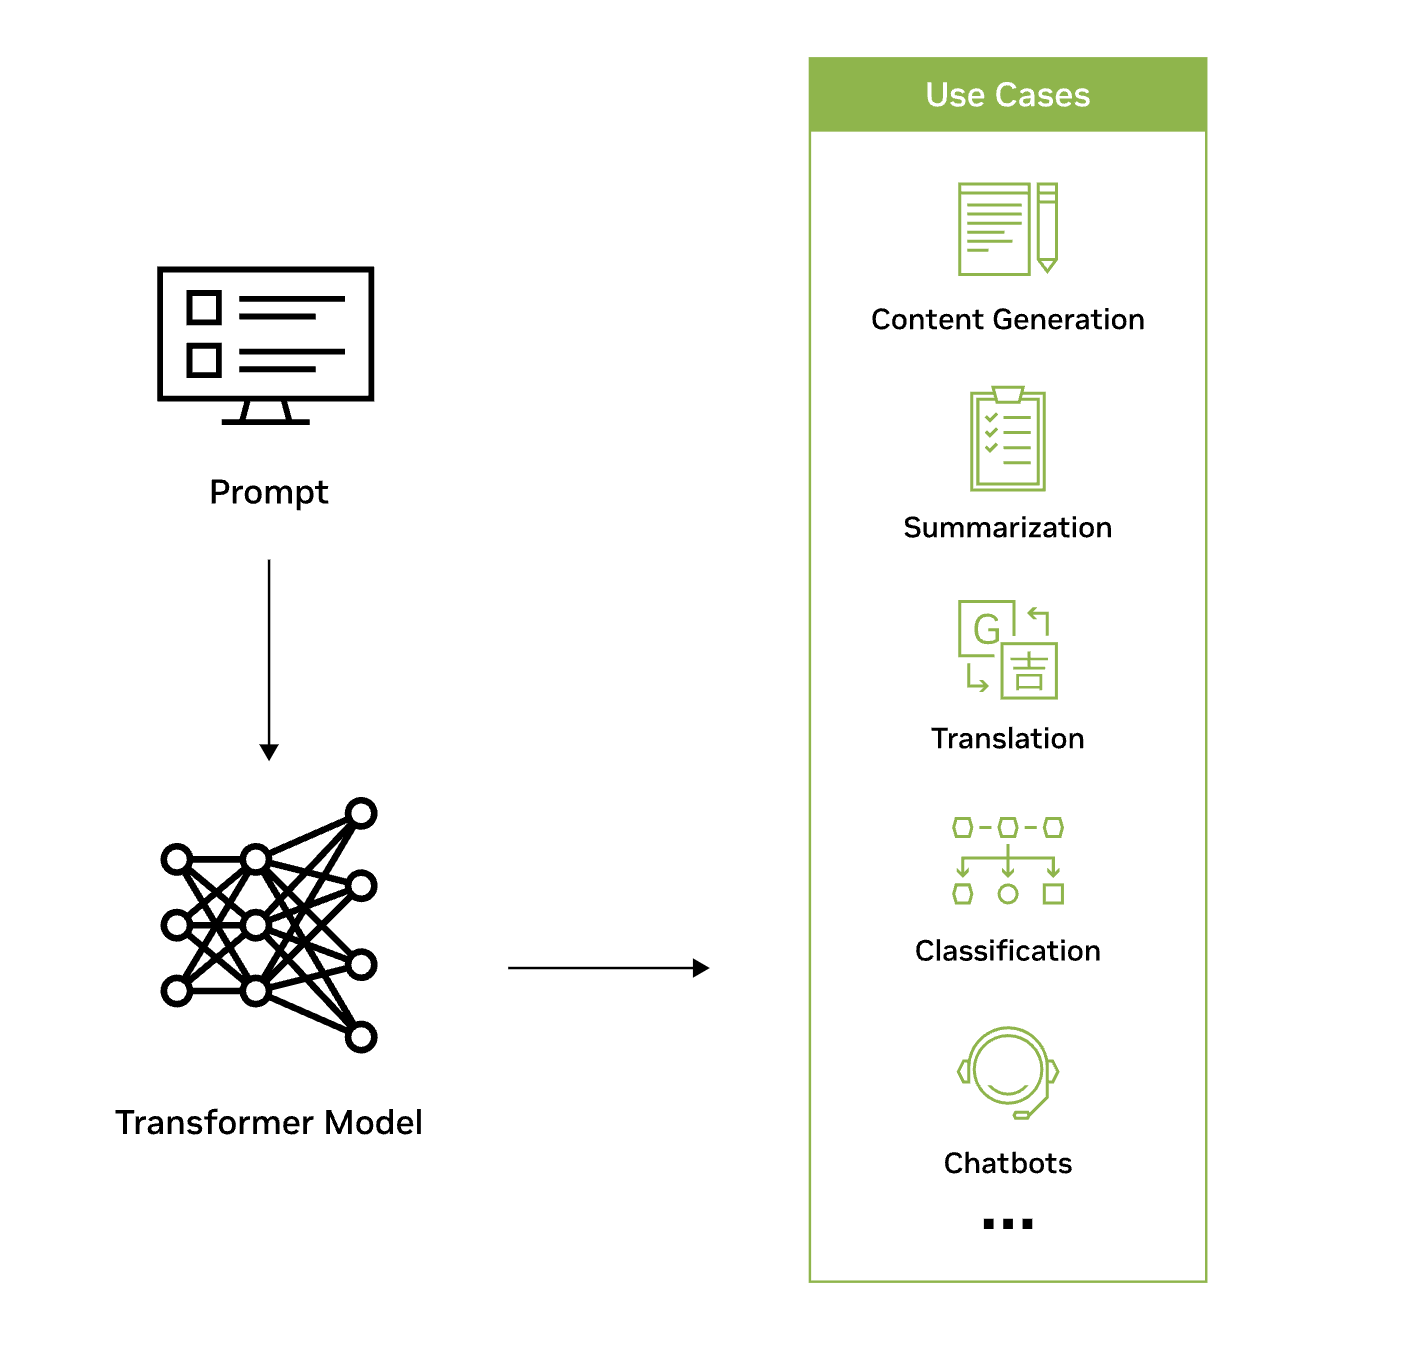 Use Cases
Content Generation
Summarization
G
吉
Translation
Classification
Chatbots
...
Prompt
Transformer Model